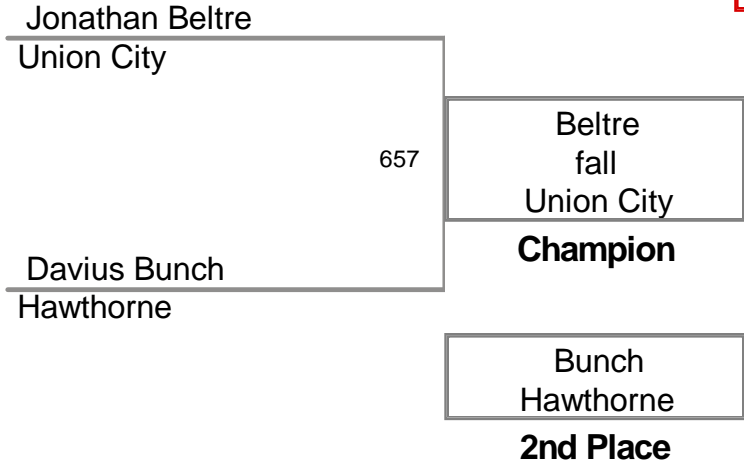 Jonathan Beltre
Union City
657
Beltre
fall
Union City
Champion
Davius Bunch
Hawthorne
Bunch
Hawthorne
2nd Place